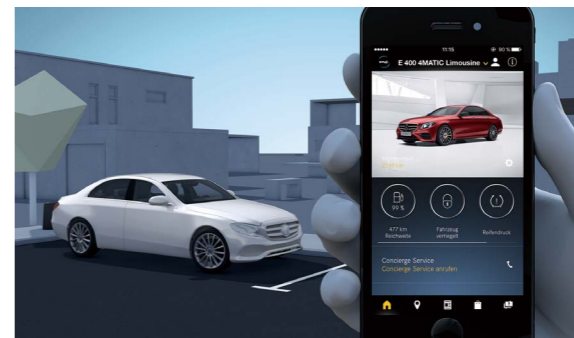 11:15
90 %
E 400 4MATIC Limousine
99 %
477 km
Reichweite
Fahrzeug
verriegelt
Reifendruck
Concierge Service
Concierge Service anrufen